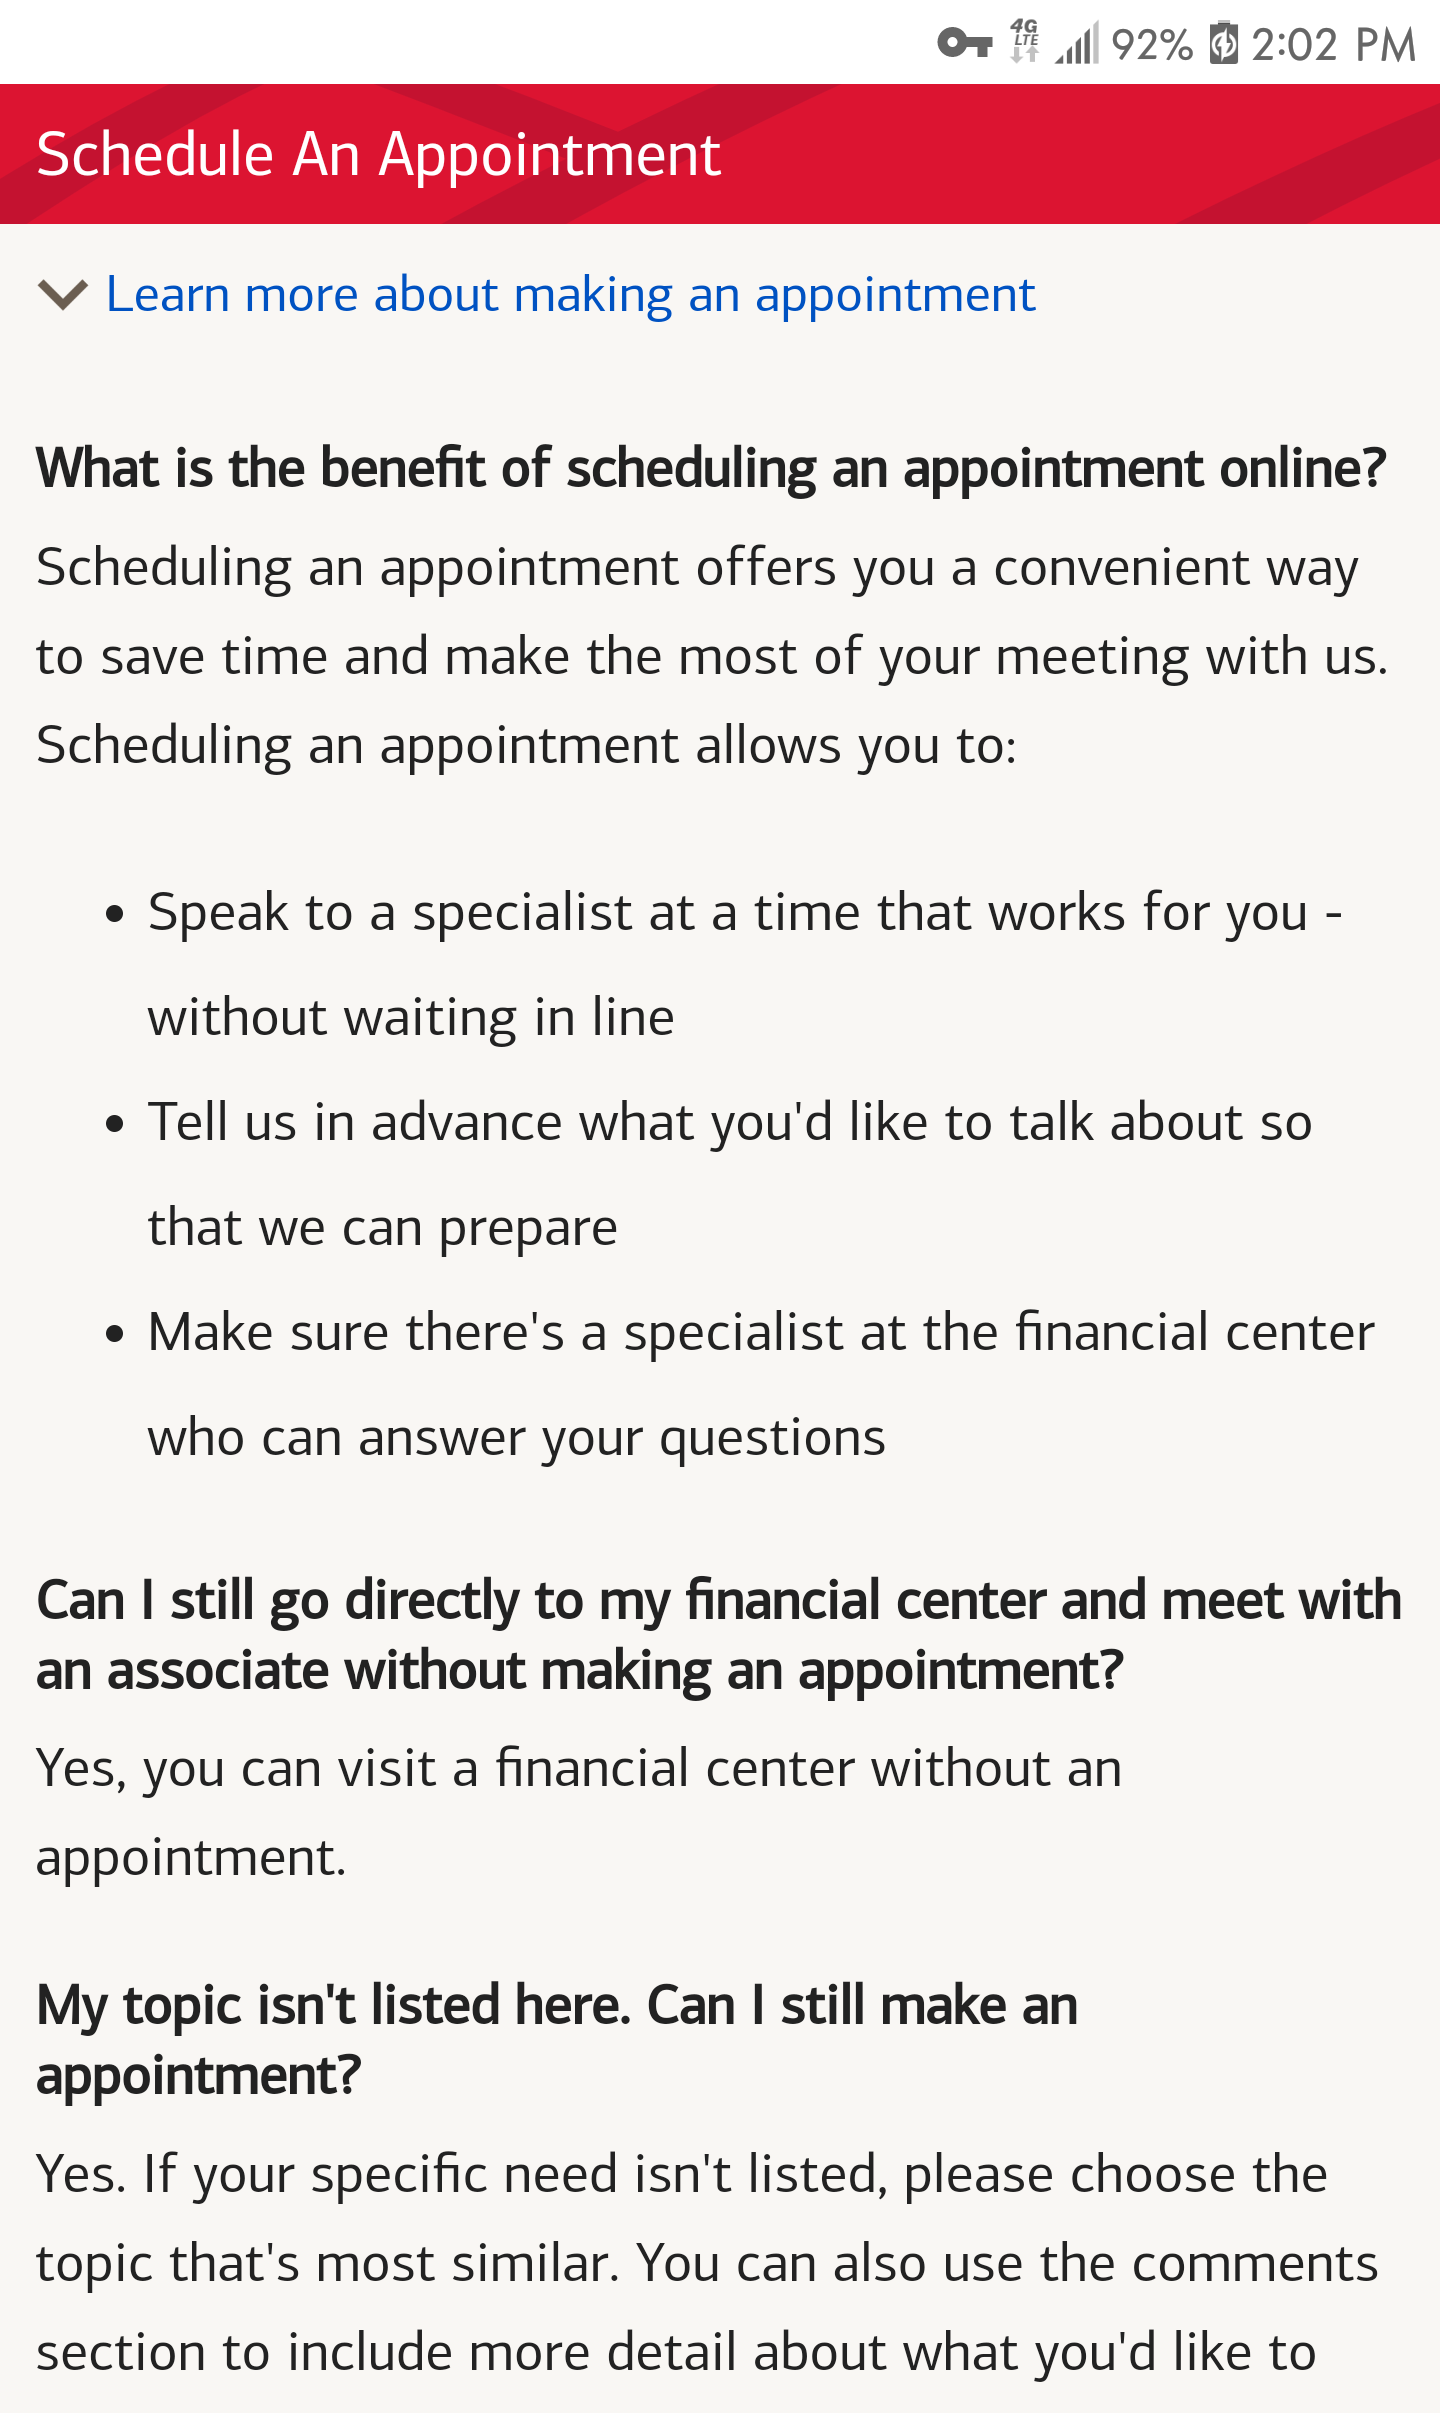 4G LTE 92% 2:02 PM
Schedule An Appointment
Learn more about making an appointment
What is the benefit of scheduling an appointment online?
Scheduling an appointment offers you a convenient way
to save time and make the most of your meeting with us.
Scheduling an appointment allows you to:
• Speak to a specialist at a time that works for you -
without waiting in line
• Tell us in advance what you'd like to talk about so
that we can prepare
• Make sure there's a specialist at the financial center
who can answer your questions
Can I still go directly to my financial center and meet with
an associate without making an appointment?
Yes, you can visit a financial center without an
appointment.
My topic isn't listed here. Can I still make an
appointment?
Yes. If your specific need isn't listed, please choose the
topic that's most similar. You can also use the comments
section to include more detail about what you'd like to